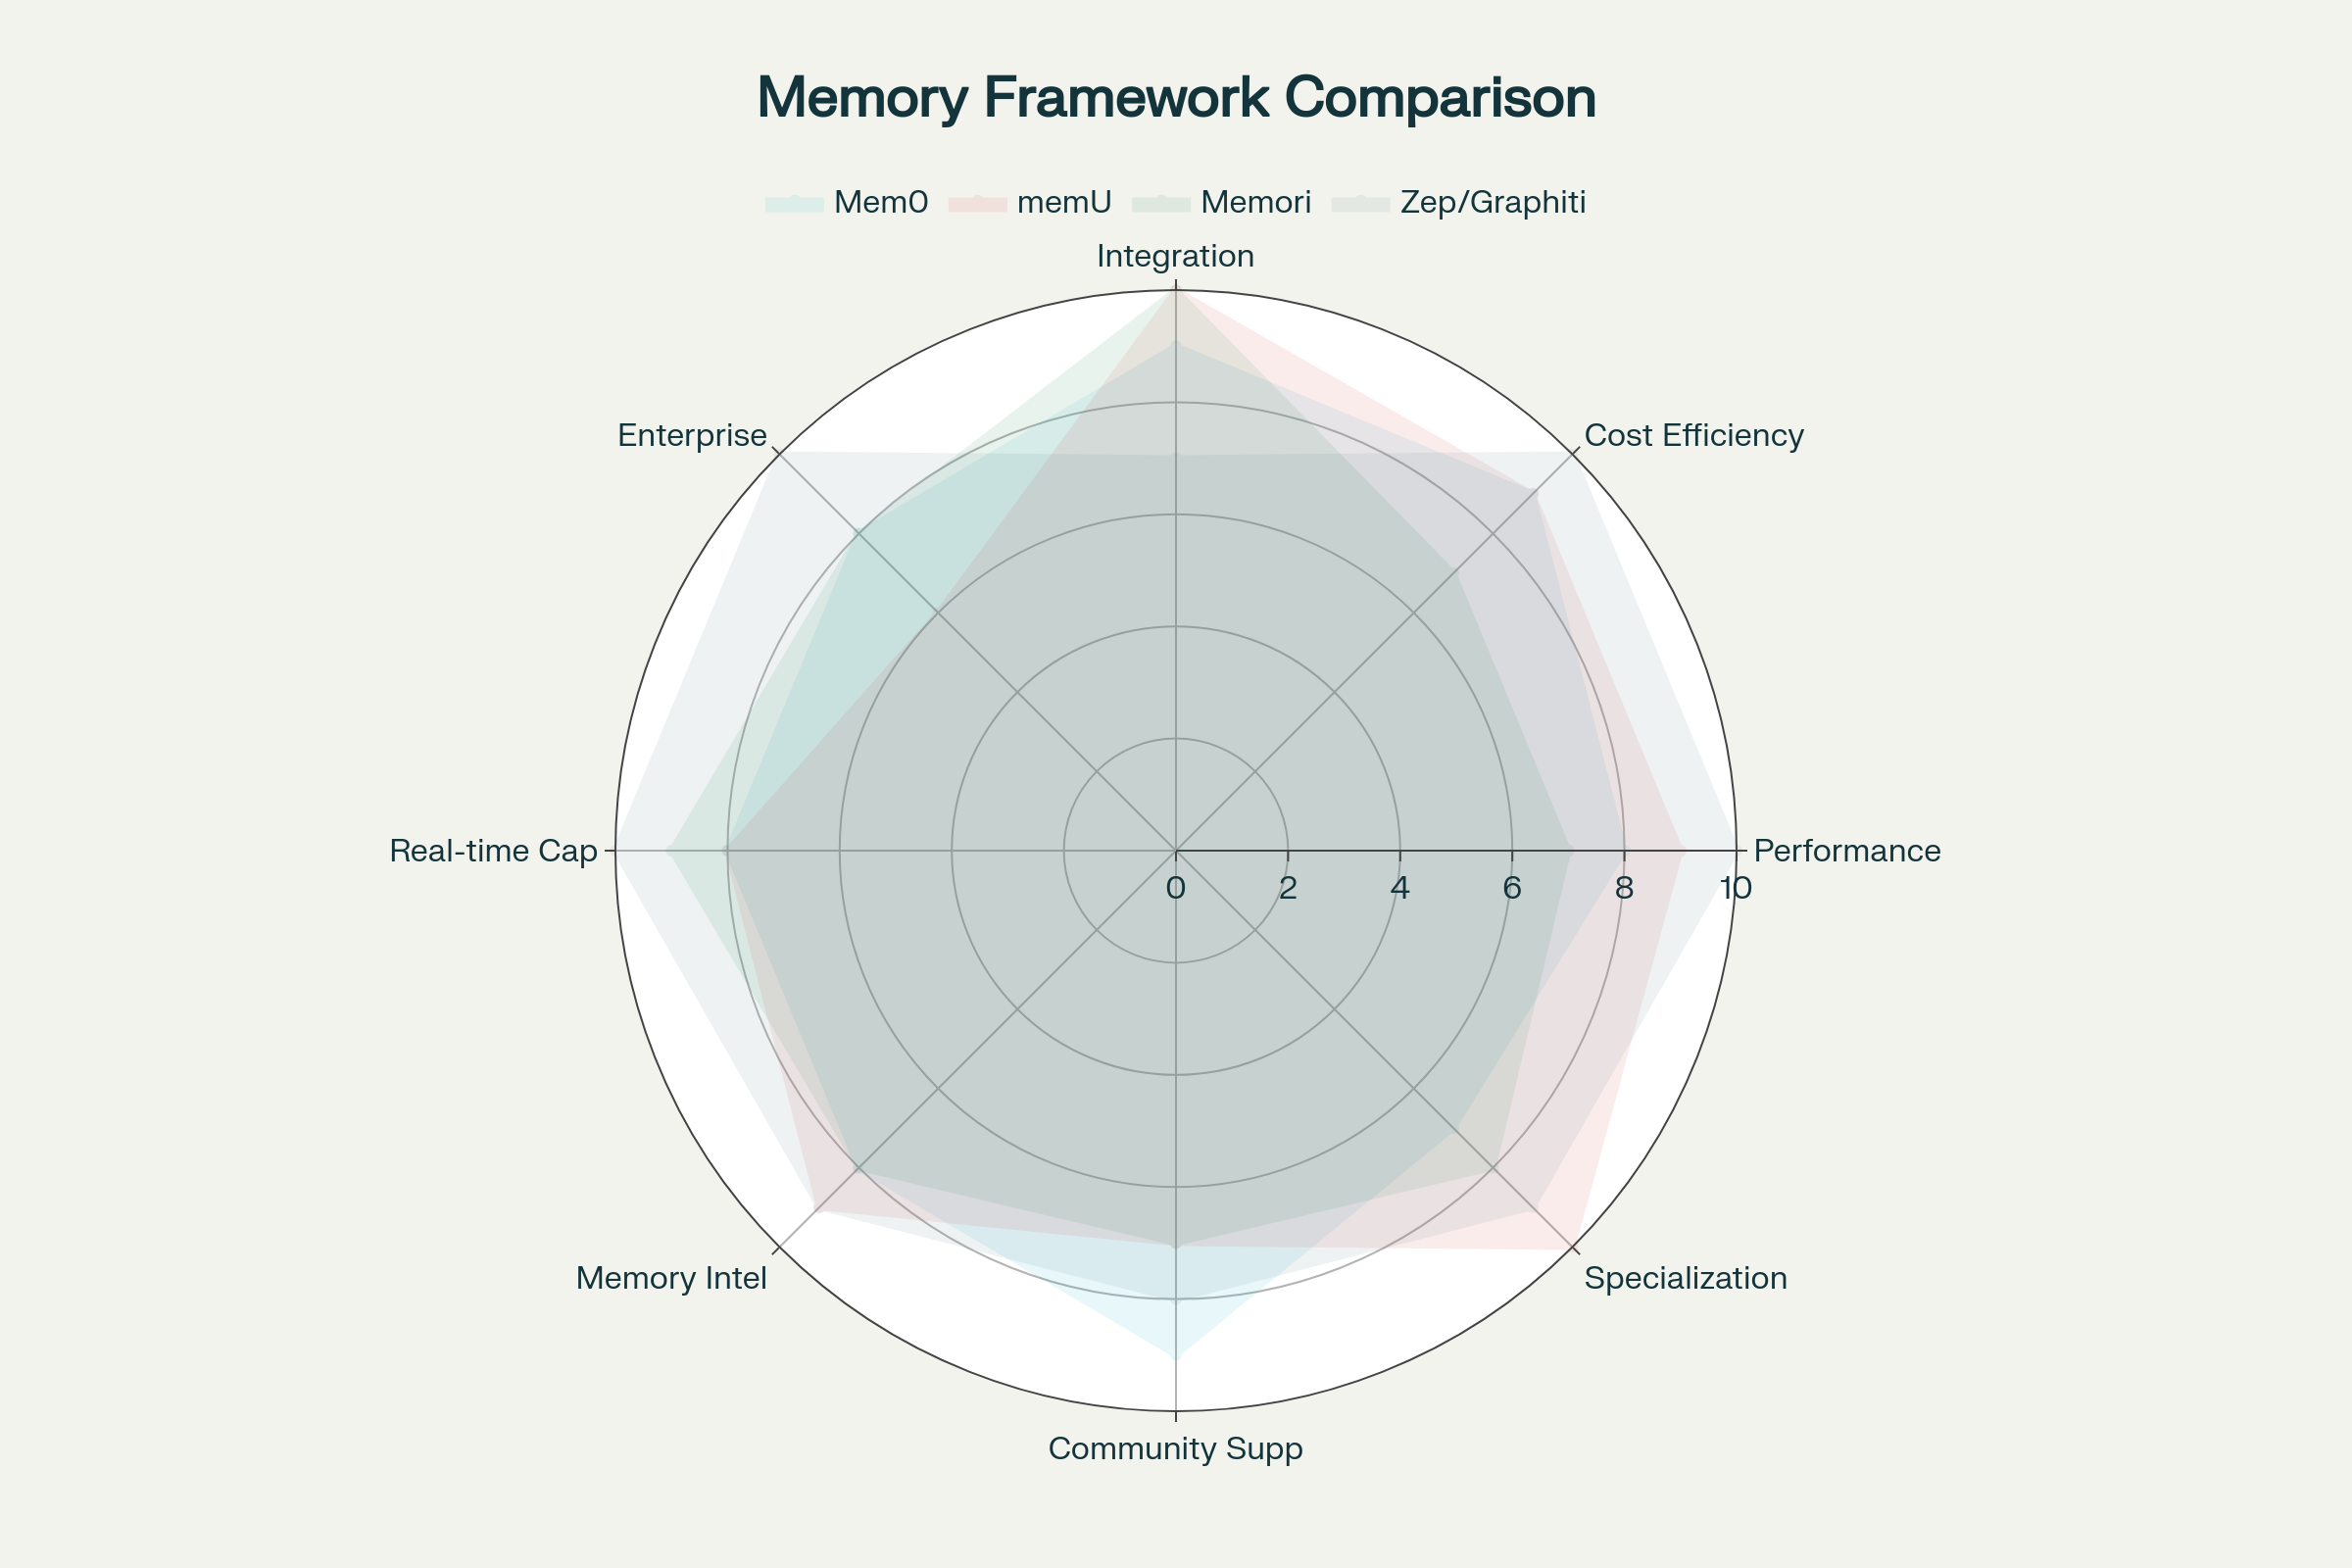 Memory Framework Comparison
Mem0 memU Memori Zep/Graphiti
Integration
Enterprise
Cost Efficiency
Real-time Cap
Performance
0 2 4 6 8 10
Memory Intel
Specialization
Community Supp